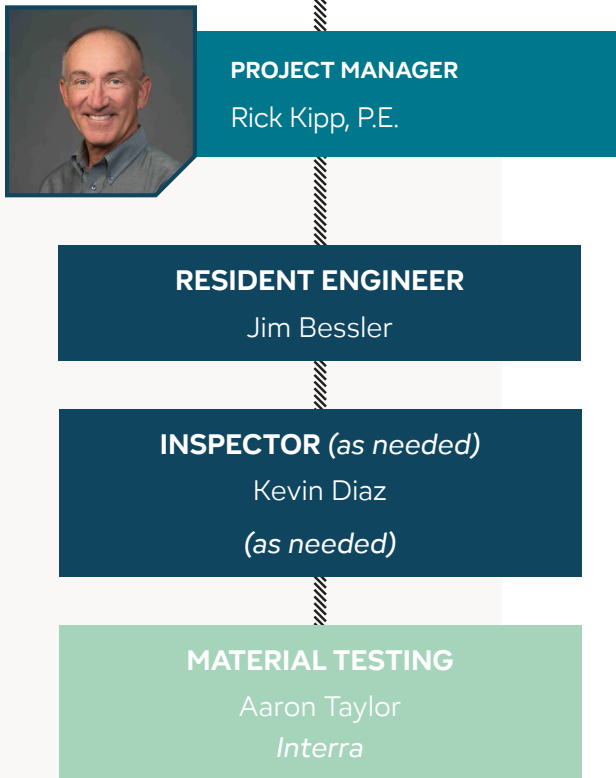 PROJECT MANAGER
Rick Kipp, P.E.
RESIDENT ENGINEER
Jim Bessler
INSPECTOR (as needed)
Kevin Diaz
(as needed)
MATERIAL TESTING
Aaron Taylor
Interra